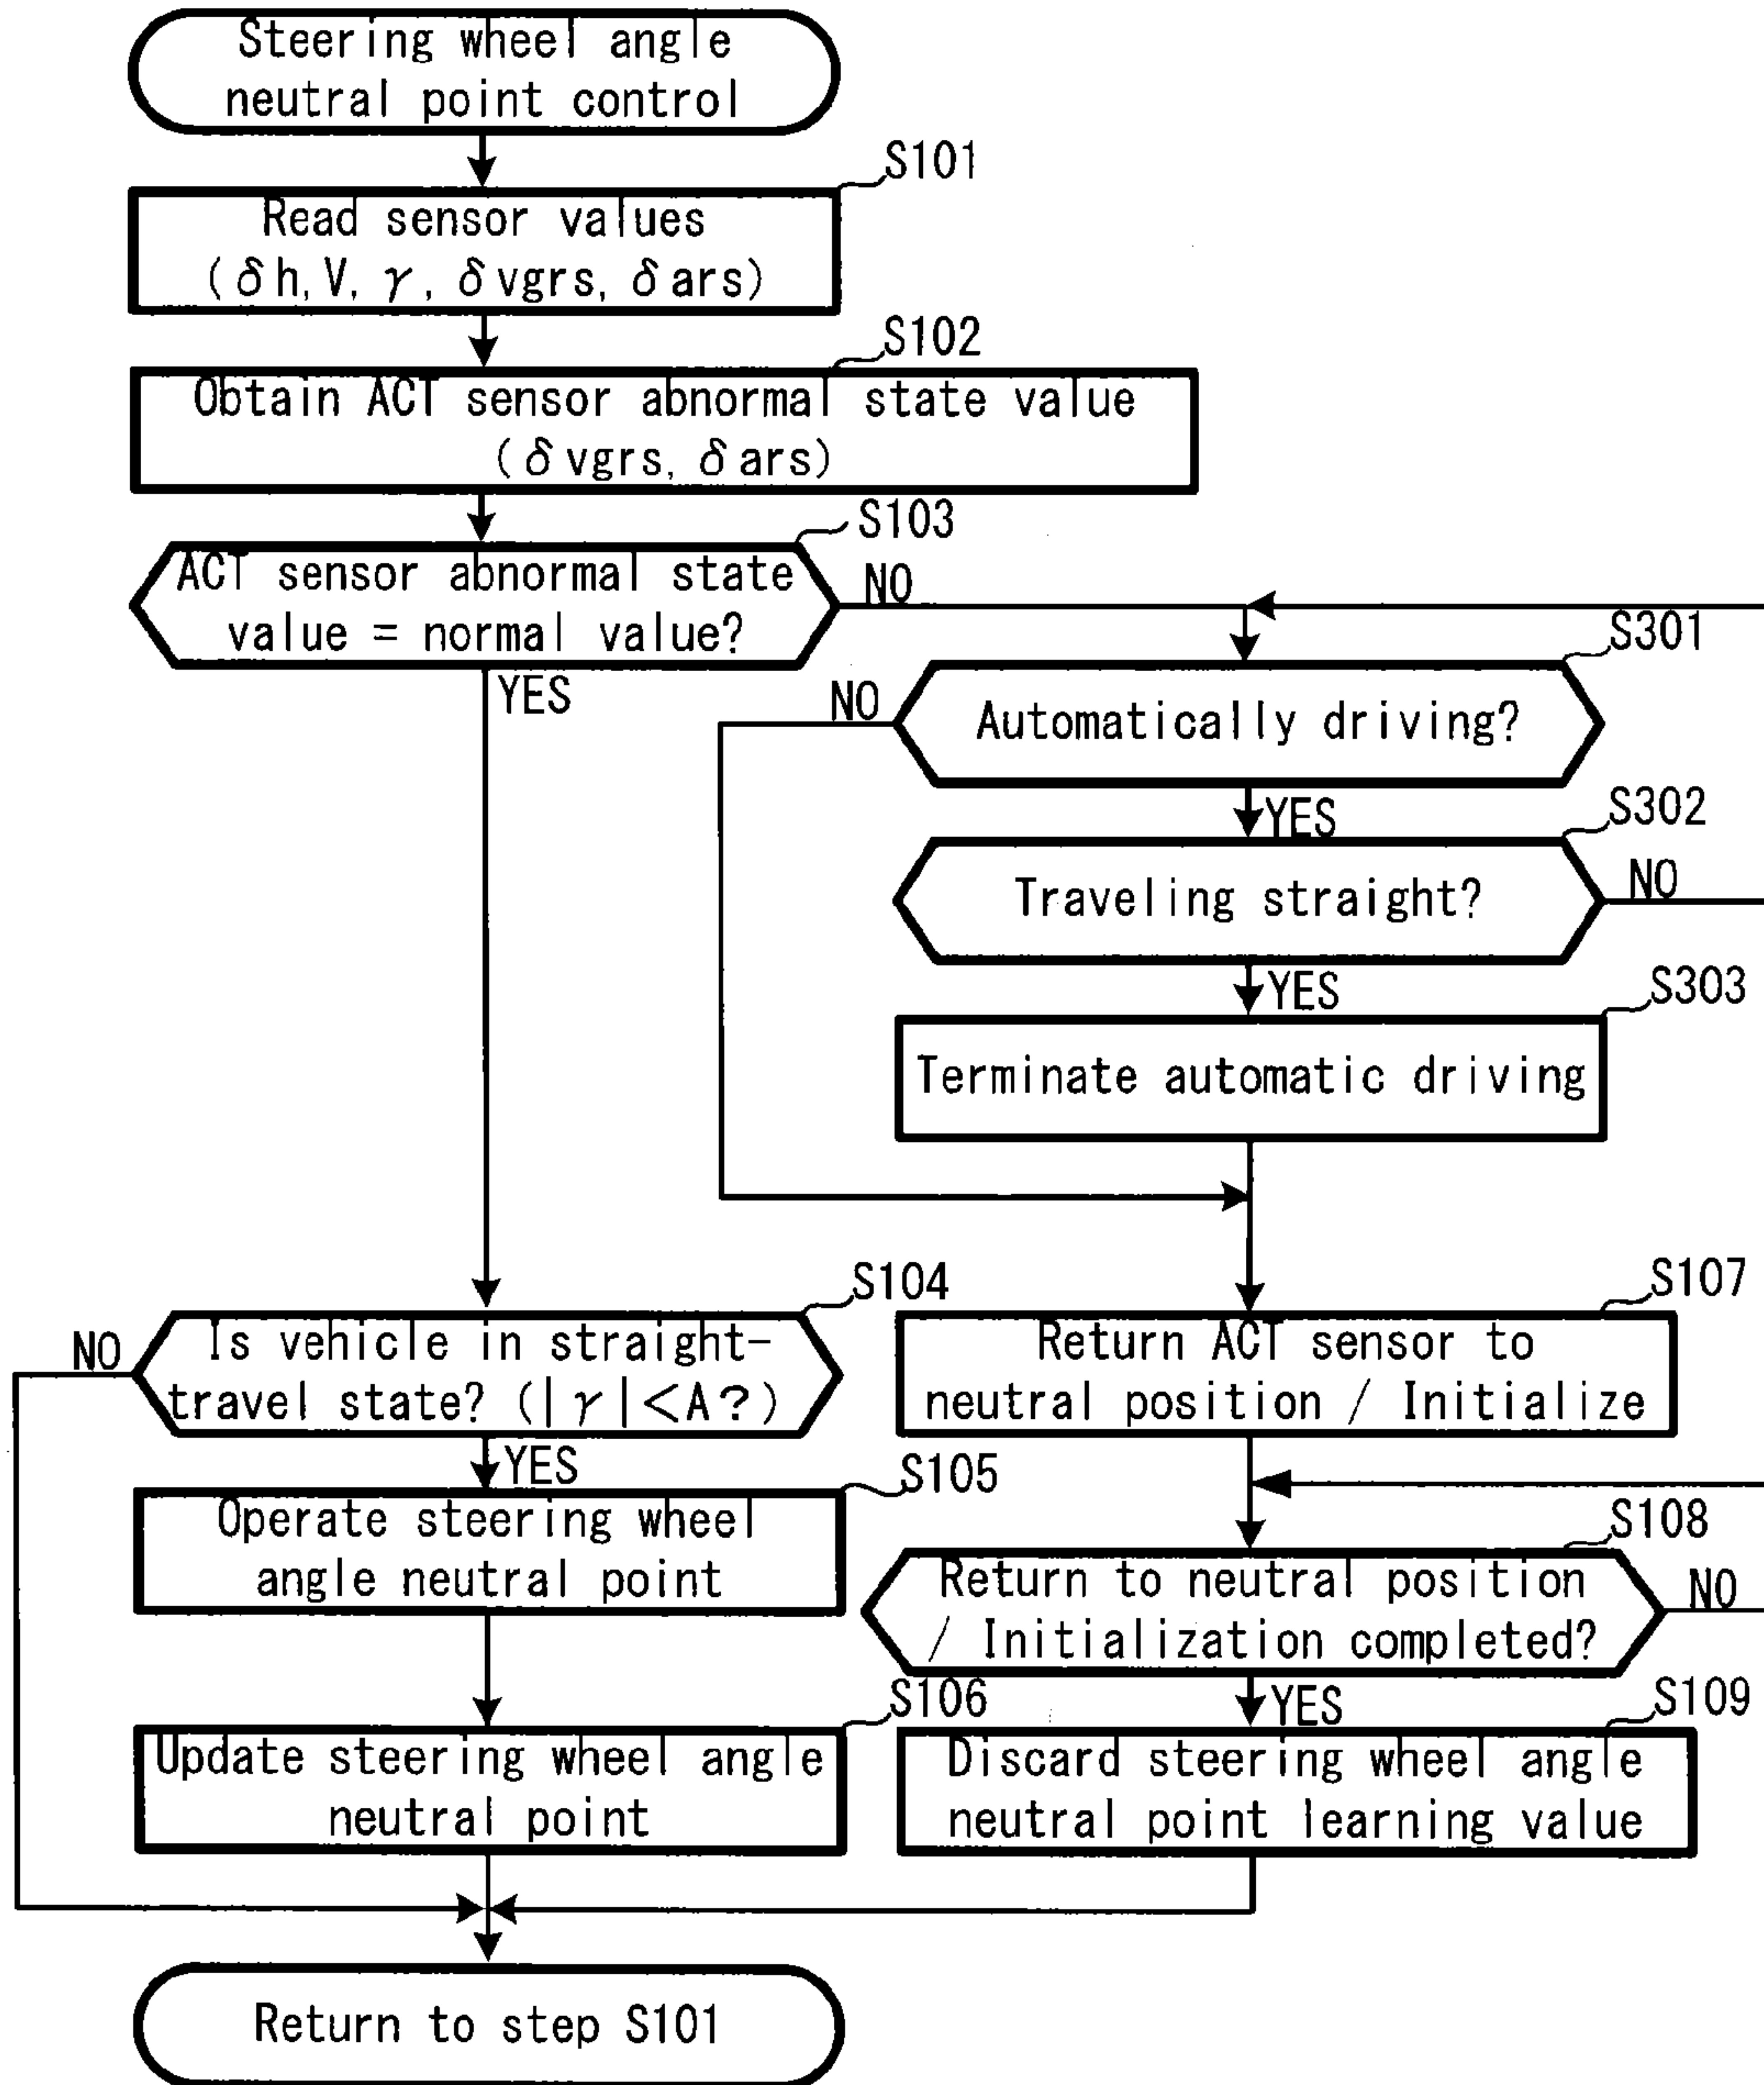 Steering wheel angle
neutral point control
S101
Read sensor values
(δh, V, γ, δvgrs, δars)
S102
Obtain ACT sensor abnormal state value
(δvgrs, δars)
S103
ACT sensor abnormal state
value = normal value?
NO
YES
S301
Automatically driving?
NO
YES
S302
Traveling straight?
NO
YES
S303
Terminate automatic driving
S104
Is vehicle in straight-
travel state? (|γ|<A?)
NO
YES
S107
Return ACT sensor to
neutral position / Initialize
S105
Operate steering wheel
angle neutral point
S108
Return to neutral position
/ Initialization completed?
NO
YES
S106
Update steering wheel angle
neutral point
S109
Discard steering wheel angle
neutral point learning value
Return to step S101